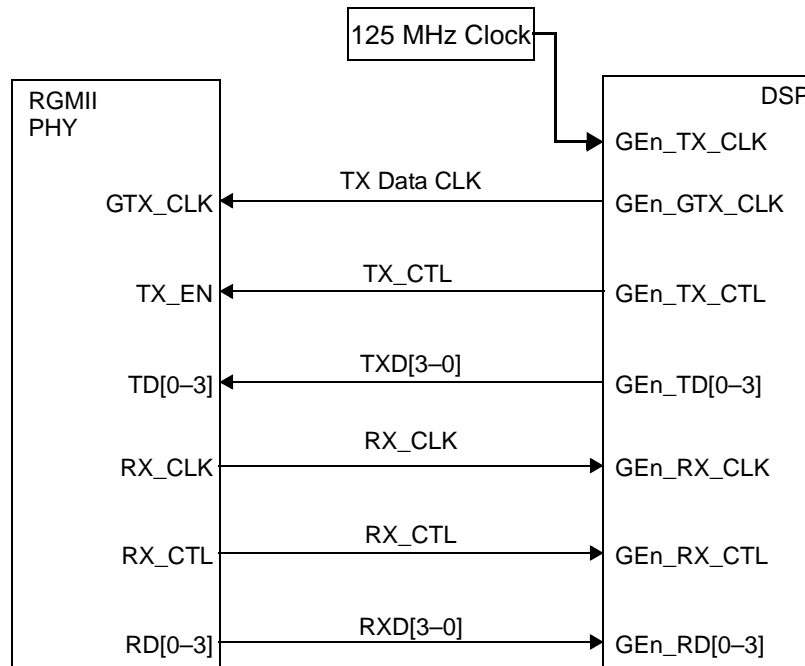 125 MHz Clock
RGMII
PHY
DSP
GEn_TX_CLK
TX Data CLK
GTX_CLK
GEn_GTX_CLK
TX_CTL
TX_EN
GEn_TX_CTL
TXD[3–0]
TD[0–3]
GEn_TD[0–3]
RX_CLK
RX_CLK
GEn_RX_CLK
RX_CTL
RX_CTL
GEn_RX_CTL
RXD[3–0]
RD[0–3]
GEn_RD[0–3]